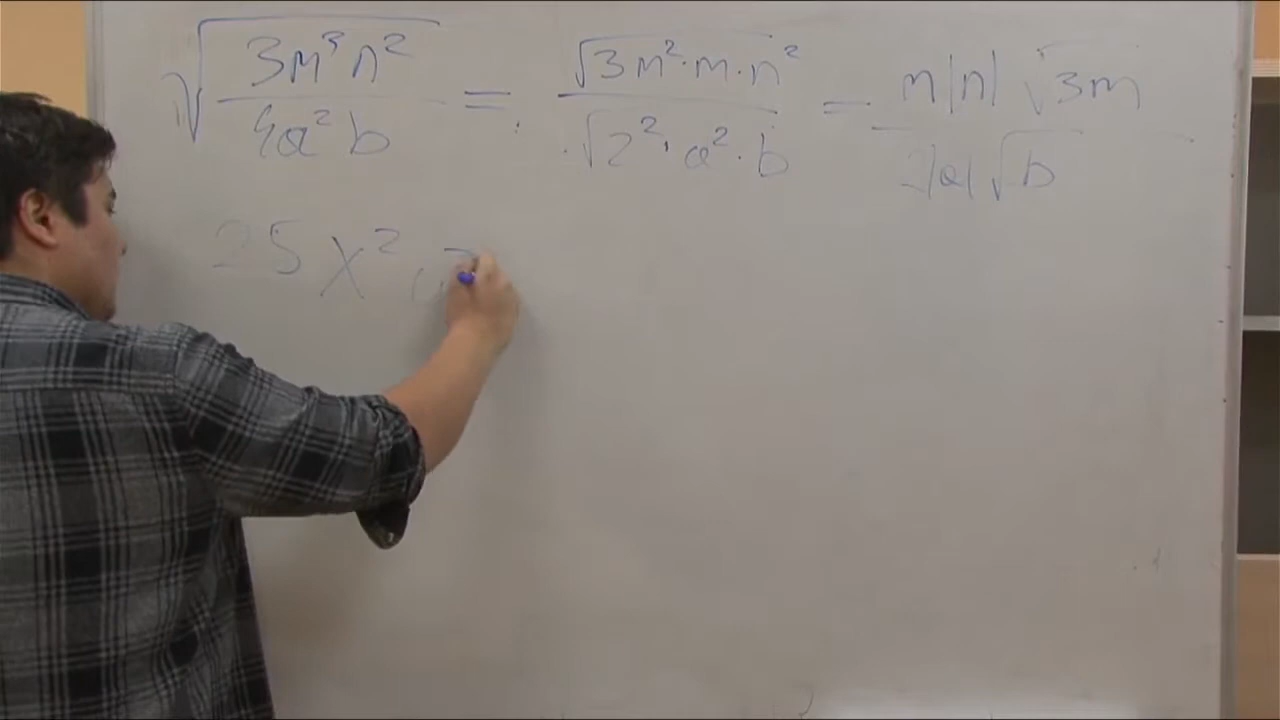 √(3m³n²/4a²b) = √3m²·m·n²/√2²·a²·b = m|n|√3m/2|a|√b
25x²